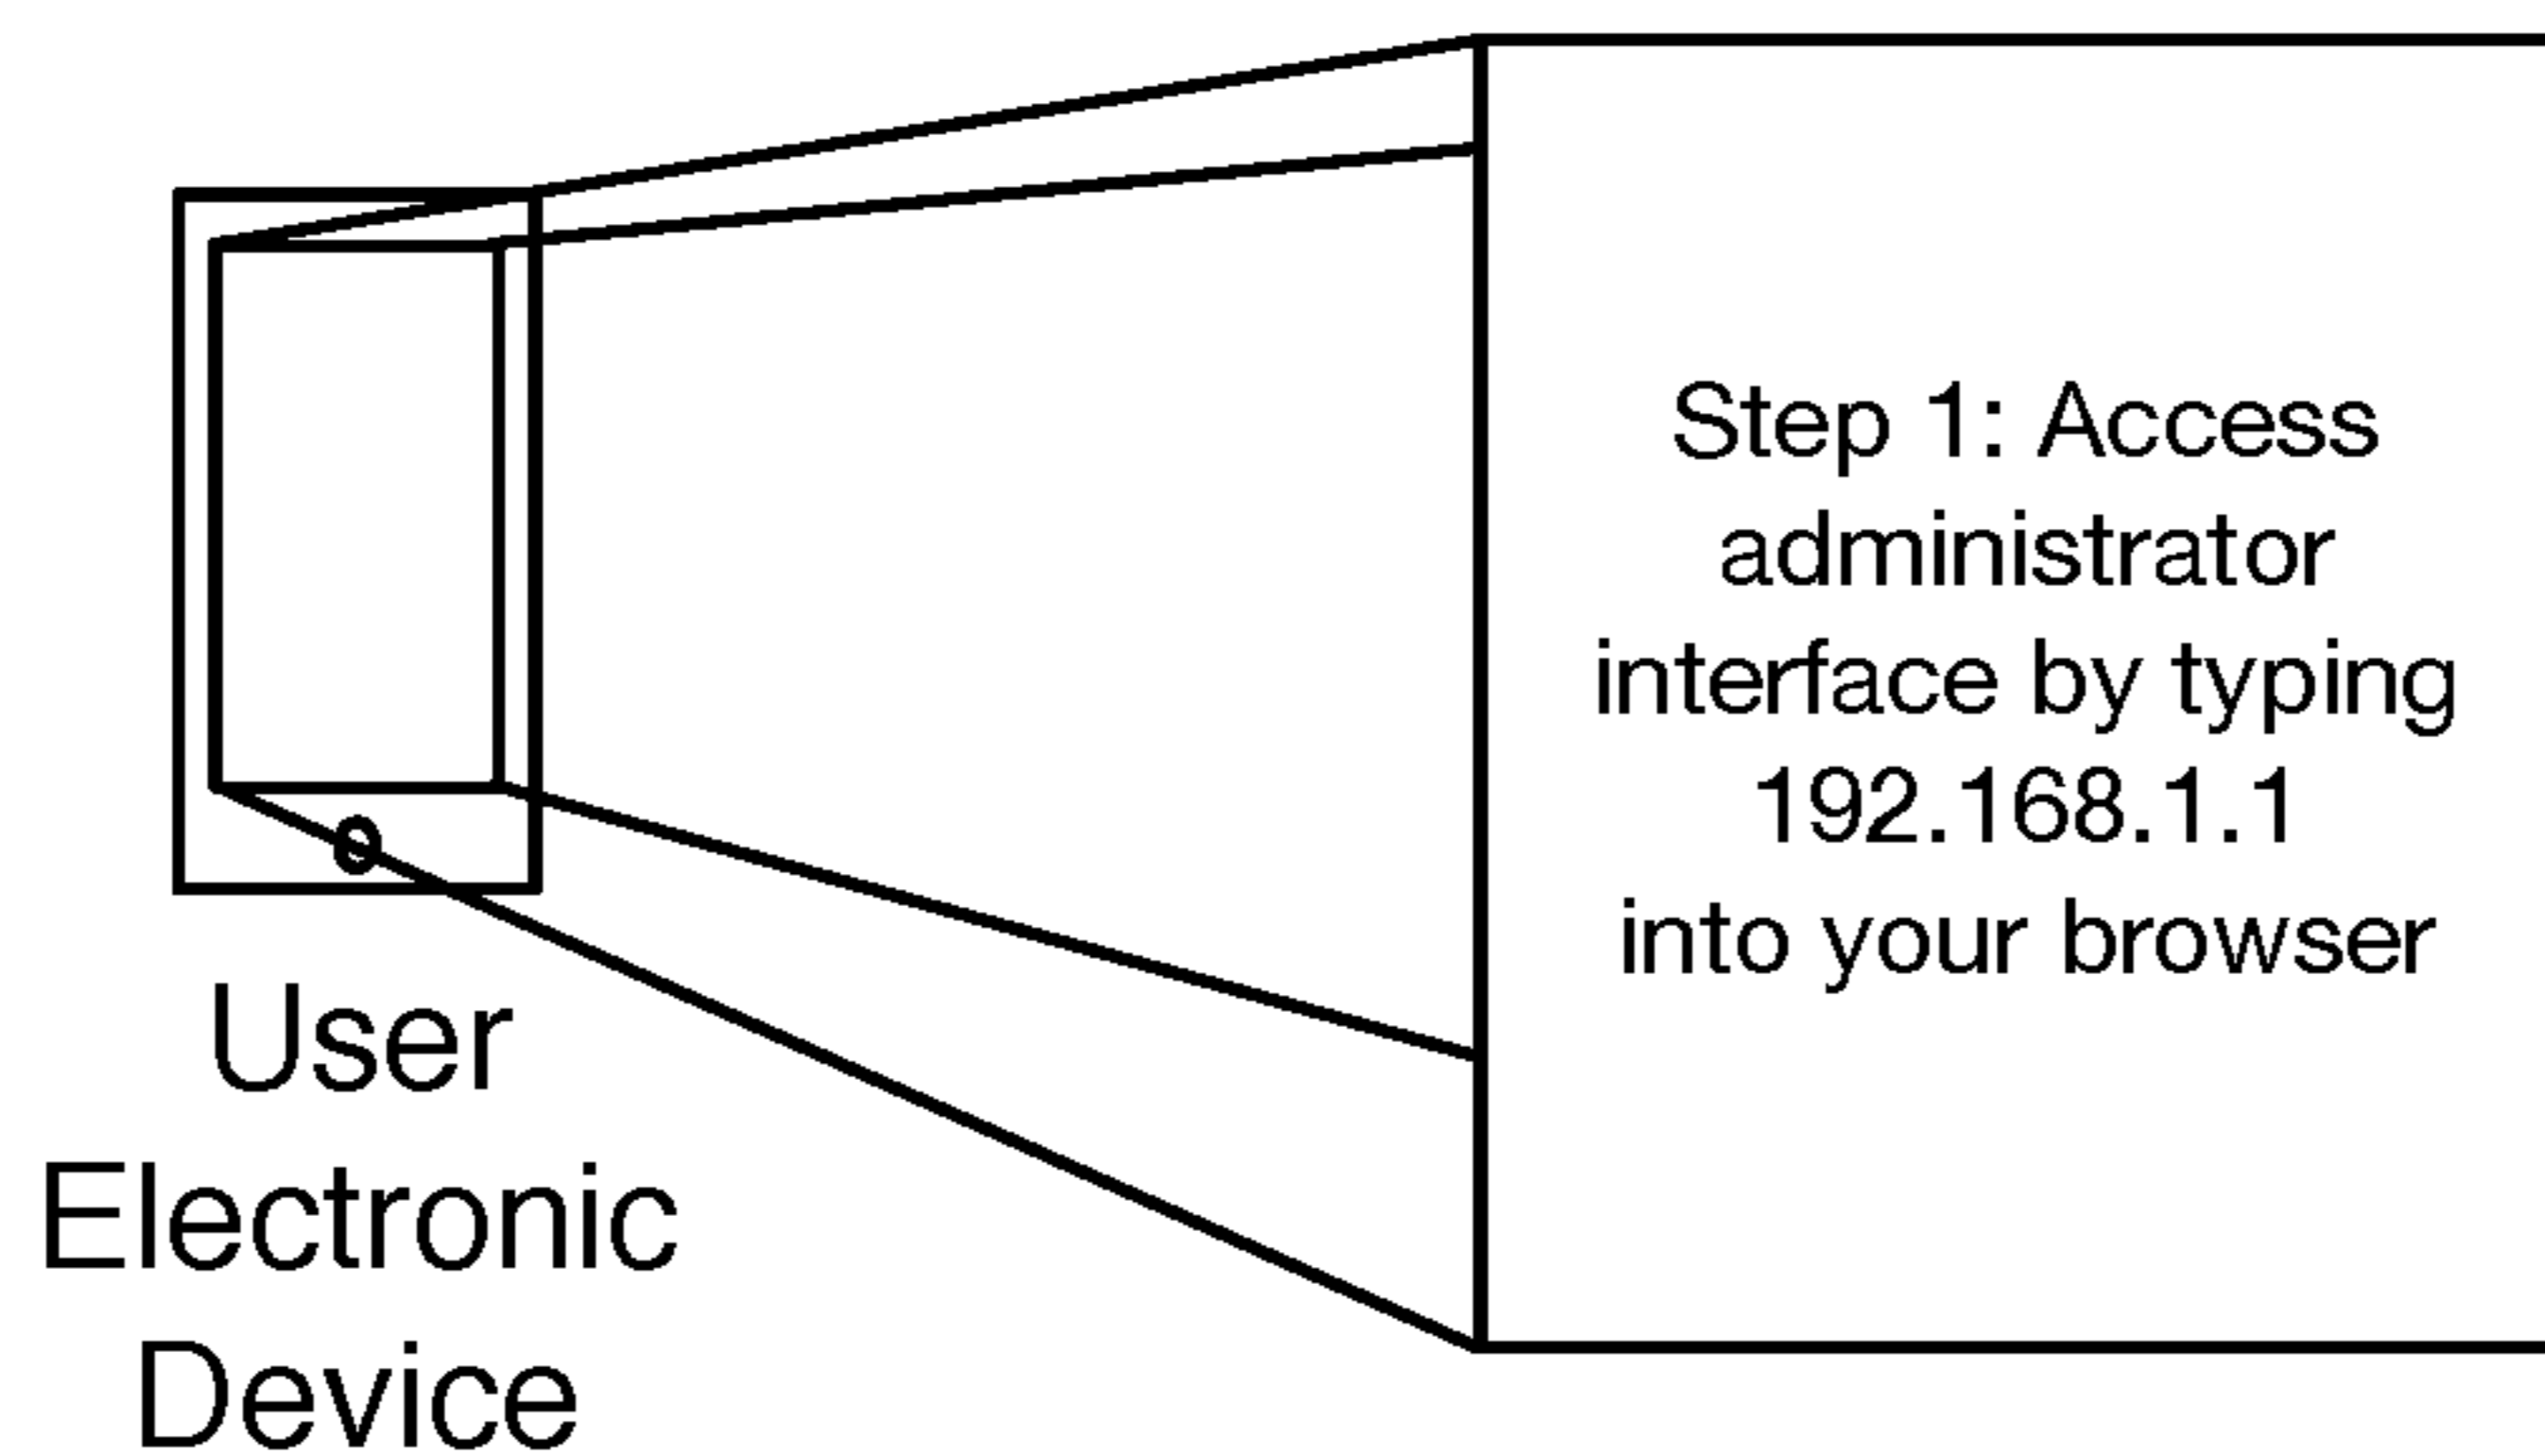 Step 1: Access
administrator
interface by typing
192.168.1.1
into your browser
User
Electronic
Device